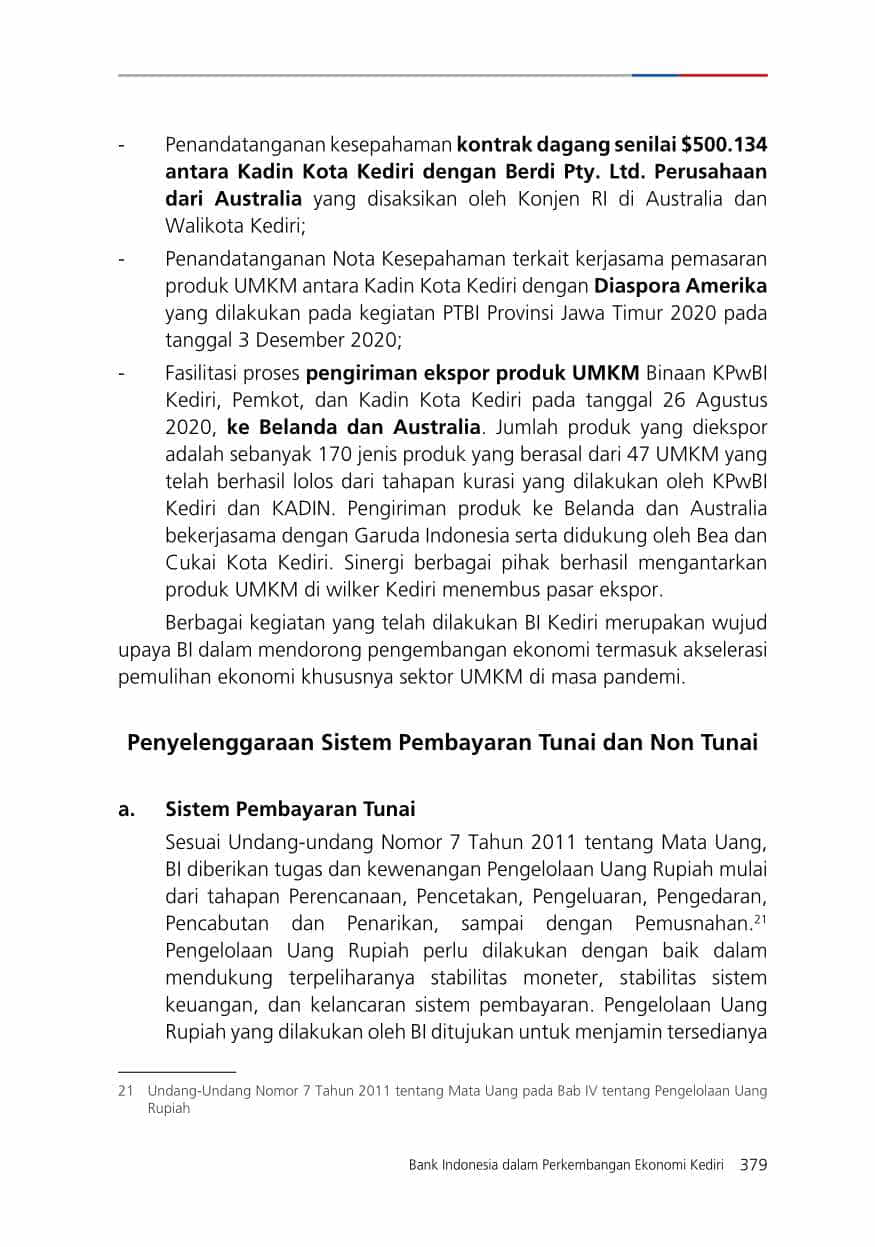 - Penandatanganan kesepahaman kontrak dagang senilai $500.134
antara Kadin Kota Kediri dengan Berdi Pty. Ltd. Perusahaan
dari Australia yang disaksikan oleh Konjen RI di Australia dan
Walikota Kediri;
- Penandatanganan Nota Kesepahaman terkait kerjasama pemasaran
produk UMKM antara Kadin Kota Kediri dengan Diaspora Amerika
yang dilakukan pada kegiatan PTBI Provinsi Jawa Timur 2020 pada
tanggal 3 Desember 2020;
- Fasilitasi proses pengiriman ekspor produk UMKM Binaan KPwBI
Kediri, Pemkot, dan Kadin Kota Kediri pada tanggal 26 Agustus
2020, ke Belanda dan Australia. Jumlah produk yang diekspor
adalah sebanyak 170 jenis produk yang berasal dari 47 UMKM yang
telah berhasil lolos dari tahapan kurasi yang dilakukan oleh KPwBI
Kediri dan KADIN. Pengiriman produk ke Belanda dan Australia
bekerjasama dengan Garuda Indonesia serta didukung oleh Bea dan
Cukai Kota Kediri. Sinergi berbagai pihak berhasil mengantarkan
produk UMKM di wilker Kediri menembus pasar ekspor.
Berbagai kegiatan yang telah dilakukan BI Kediri merupakan wujud
upaya BI dalam mendorong pengembangan ekonomi termasuk akselerasi
pemulihan ekonomi khususnya sektor UMKM di masa pandemi.
Penyelenggaraan Sistem Pembayaran Tunai dan Non Tunai
a. Sistem Pembayaran Tunai
Sesuai Undang-undang Nomor 7 Tahun 2011 tentang Mata Uang,
BI diberikan tugas dan kewenangan Pengelolaan Uang Rupiah mulai
dari tahapan Perencanaan, Pencetakan, Pengeluaran, Pengedaran,
Pencabutan dan Penarikan, sampai dengan Pemusnahan.21
Pengelolaan Uang Rupiah perlu dilakukan dengan baik dalam
mendukung terpeliharanya stabilitas moneter, stabilitas sistem
keuangan, dan kelancaran sistem pembayaran. Pengelolaan Uang
Rupiah yang dilakukan oleh BI ditujukan untuk menjamin tersedianya
21 Undang-Undang Nomor 7 Tahun 2011 tentang Mata Uang pada Bab IV tentang Pengelolaan Uang
Rupiah
Bank Indonesia dalam Perkembangan Ekonomi Kediri 379